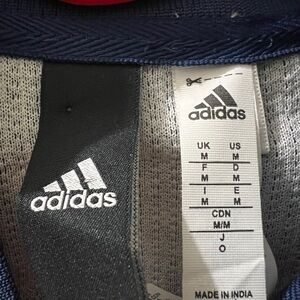 adidas
adidas
UK US
M M
F D
M M
I E
M M
CDN
M/M
J
O
MADE IN INDIA